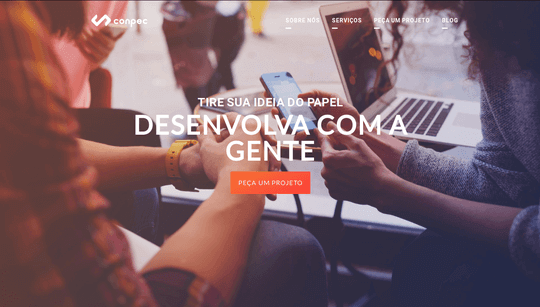 conpec
SOBRE NÓS SERVIÇOS PEÇA UM PROJETO BLOG
TIRE SUA IDEIA DO PAPEL
DESENVOLVA COM A
GENTE
PEÇA UM PROJETO